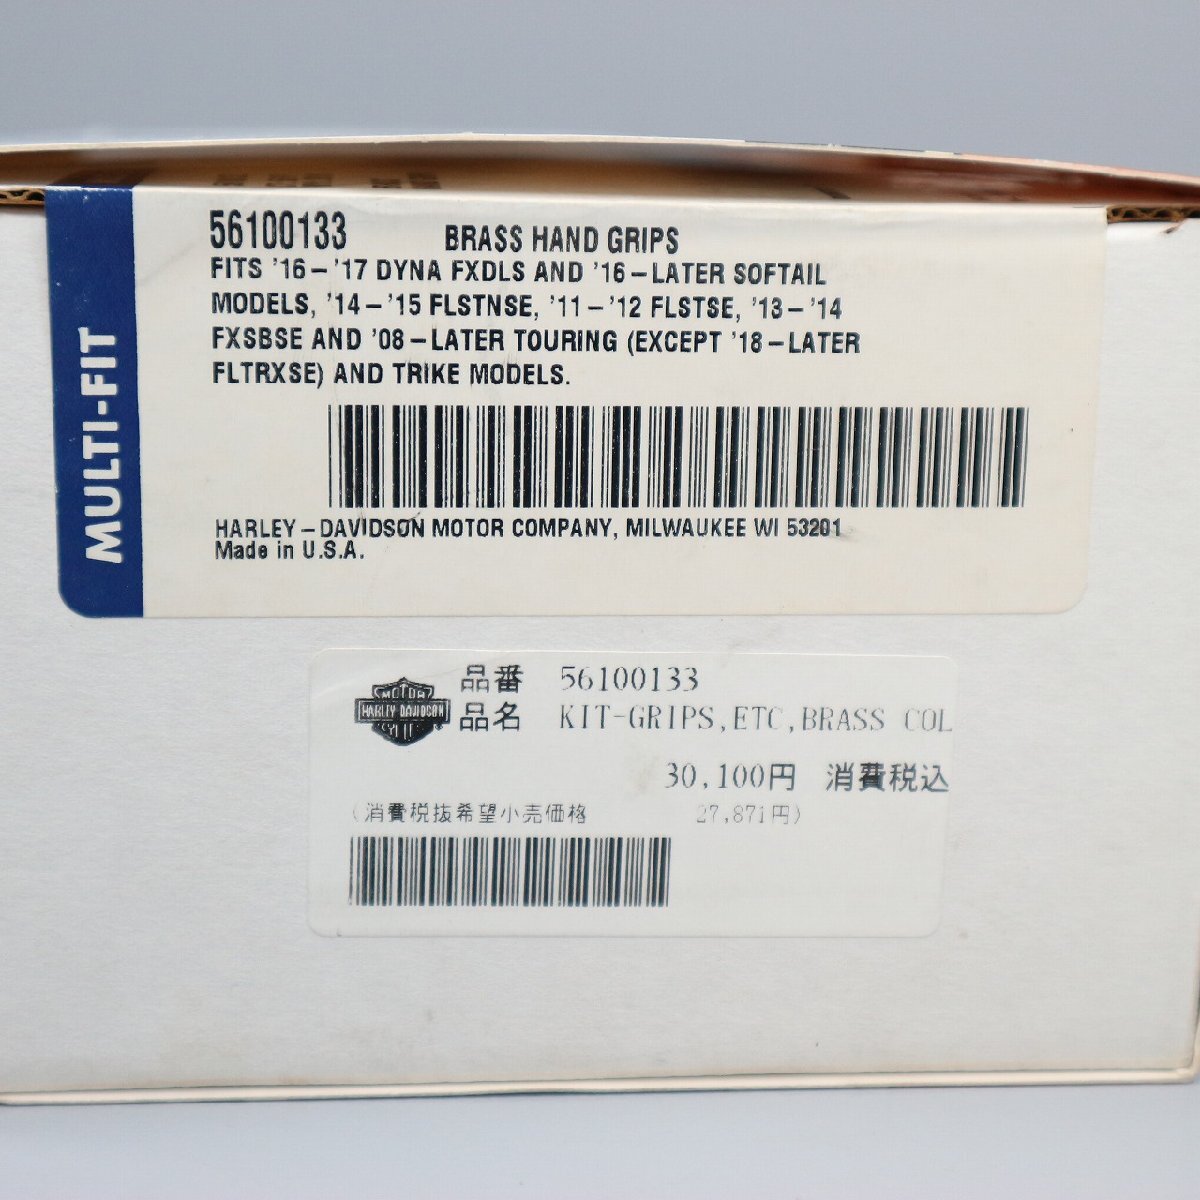 MULTI-FIT
56100133 BRASS HAND GRIPS
FITS '16-'17 DYNA FXDLS AND '16-LATER SOFTAIL
MODELS, '14-'15 FLSTNSE, '11-'12 FLSTSE, '13-'14
FXSBSE AND '08-LATER TOURING (EXCEPT '18-LATER
FLTRXSE) AND TRIKE MODELS.
HARLEY-DAVIDSON MOTOR COMPANY, MILWAUKEE WI 53201
Made in U.S.A.
MOTOR
HARLEY-DAVIDSON
品番 56100133
品名 KIT-GRIPS,ETC,BRASS COL
30,100円 消費税込
(消費税抜希望小売価格 27,871円)